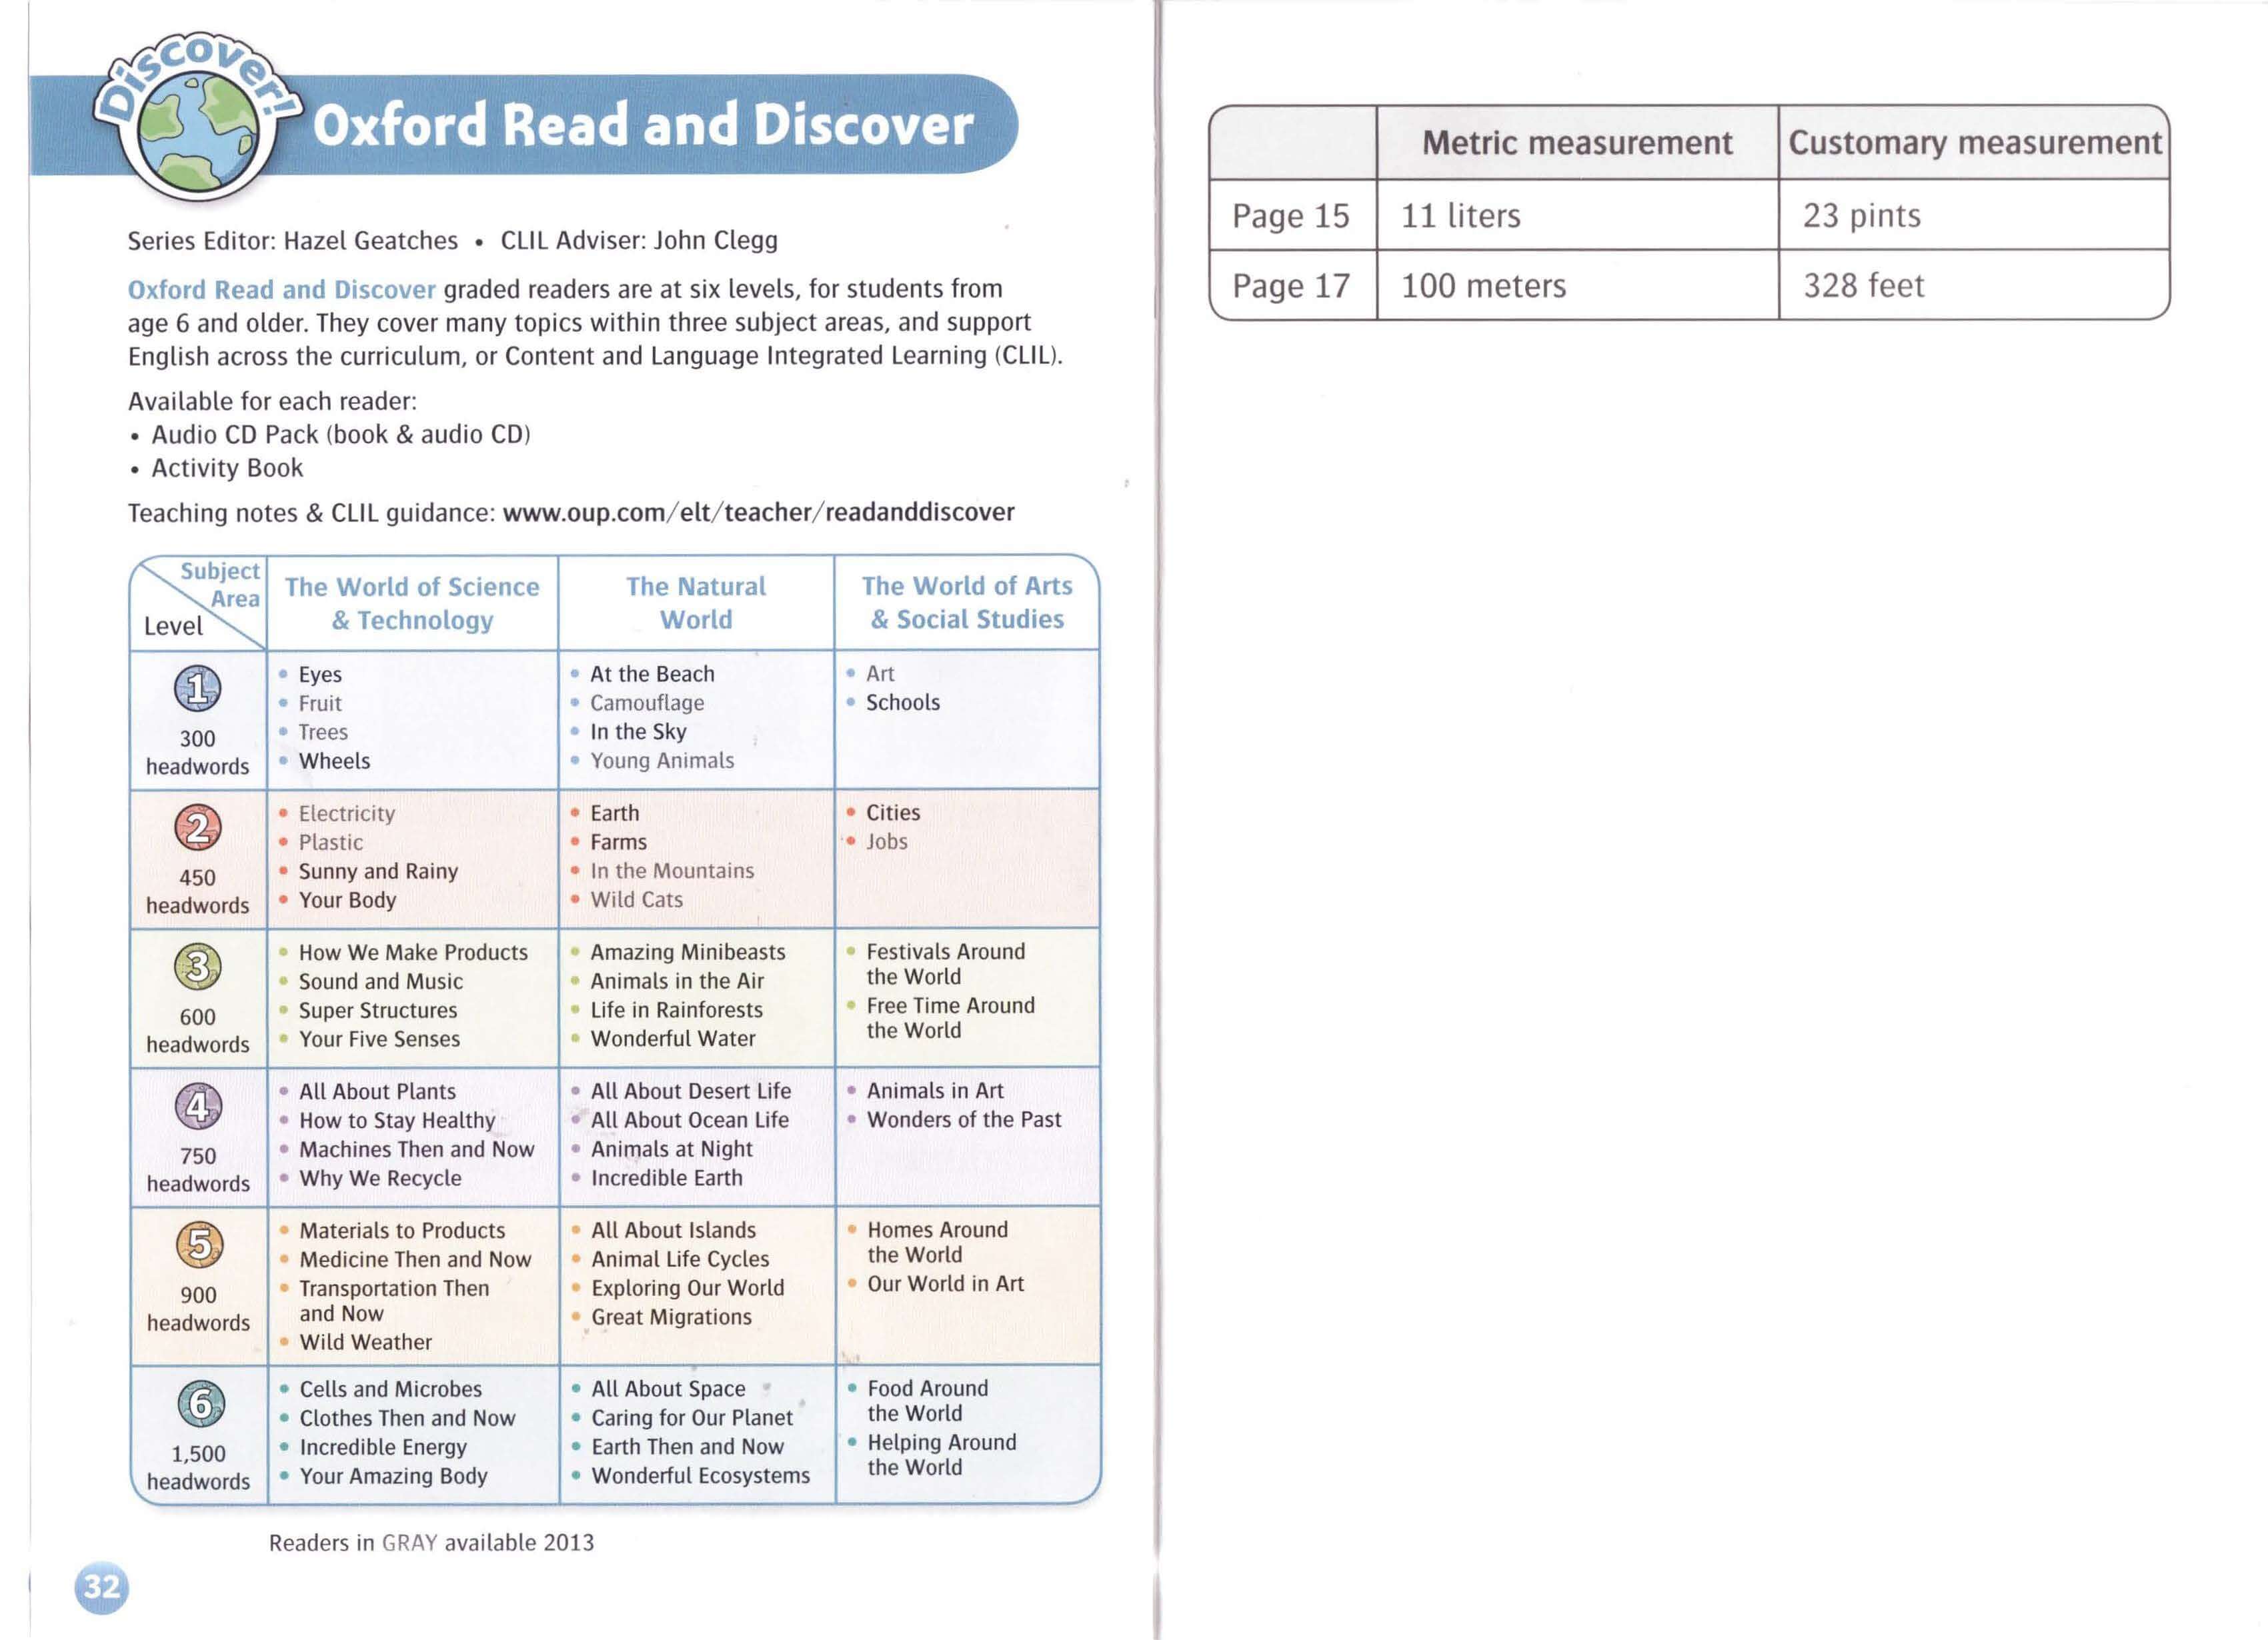 Discover!
Oxford Read and Discover
Series Editor: Hazel Geatches • CLIL Adviser: John Clegg
Oxford Read and Discover graded readers are at six levels, for students from
age 6 and older. They cover many topics within three subject areas, and support
English across the curriculum, or Content and Language Integrated Learning (CLIL).
Available for each reader:
• Audio CD Pack (book & audio CD)
• Activity Book
Teaching notes & CLIL guidance: www.oup.com/elt/teacher/readanddiscover
Subject
Area
Level
The World of Science
& Technology
The Natural
World
The World of Arts
& Social Studies
1
300
headwords
• Eyes
• Fruit
• Trees
• Wheels
• At the Beach
• Camouflage
• In the Sky
• Young Animals
• Art
• Schools
2
450
headwords
• Electricity
• Plastic
• Sunny and Rainy
• Your Body
• Earth
• Farms
• In the Mountains
• Wild Cats
• Cities
• Jobs
3
600
headwords
• How We Make Products
• Sound and Music
• Super Structures
• Your Five Senses
• Amazing Minibeasts
• Animals in the Air
• Life in Rainforests
• Wonderful Water
• Festivals Around
the World
• Free Time Around
the World
4
750
headwords
• All About Plants
• How to Stay Healthy
• Machines Then and Now
• Why We Recycle
• All About Desert Life
• All About Ocean Life
• Animals at Night
• Incredible Earth
• Animals in Art
• Wonders of the Past
5
900
headwords
• Materials to Products
• Medicine Then and Now
• Transportation Then
and Now
• Wild Weather
• All About Islands
• Animal Life Cycles
• Exploring Our World
• Great Migrations
• Homes Around
the World
• Our World in Art
6
1,500
headwords
• Cells and Microbes
• Clothes Then and Now
• Incredible Energy
• Your Amazing Body
• All About Space
• Caring for Our Planet
• Earth Then and Now
• Wonderful Ecosystems
• Food Around
the World
• Helping Around
the World
Readers in GRAY available 2013
32
Metric measurement
Customary measurement
Page 15
11 liters
23 pints
Page 17
100 meters
328 feet